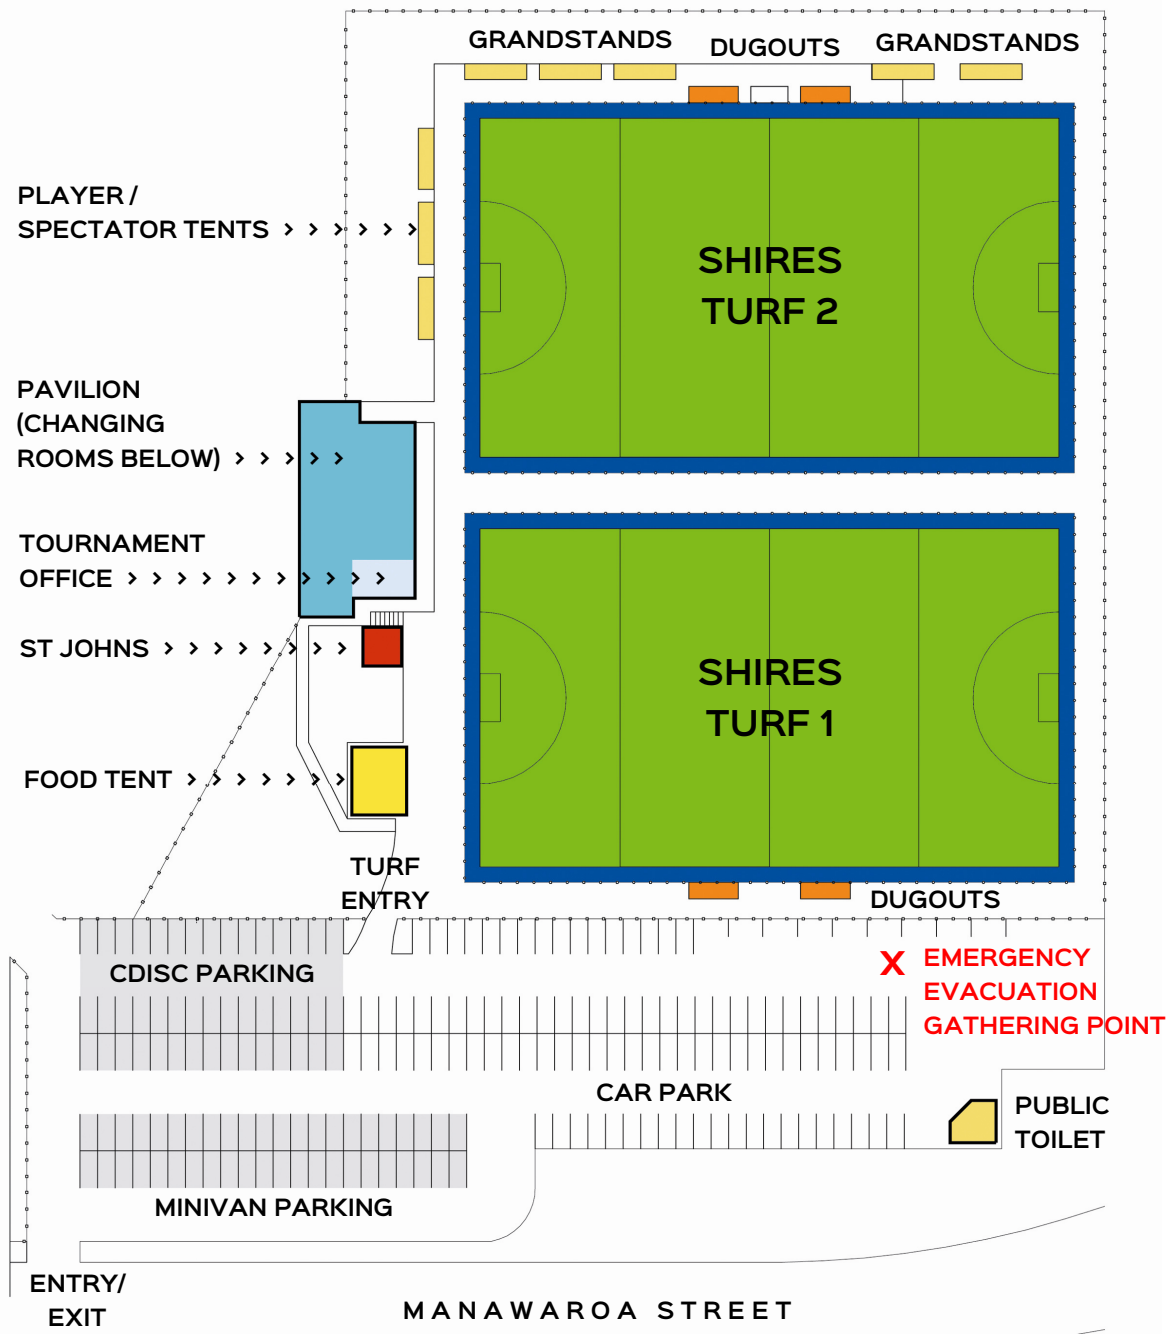 GRANDSTANDS
DUGOUTS
GRANDSTANDS
PLAYER /
SPECTATOR TENTS
SHIRES
TURF 2
PAVILION
(CHANGING
ROOMS BELOW)
TOURNAMENT
OFFICE
ST JOHNS
SHIRES
TURF 1
FOOD TENT
TURF
ENTRY
DUGOUTS
CDISC PARKING
X
EMERGENCY
EVACUATION
GATHERING POINT
CAR PARK
PUBLIC
TOILET
MINIVAN PARKING
ENTRY/
EXIT
MANAWAROA STREET